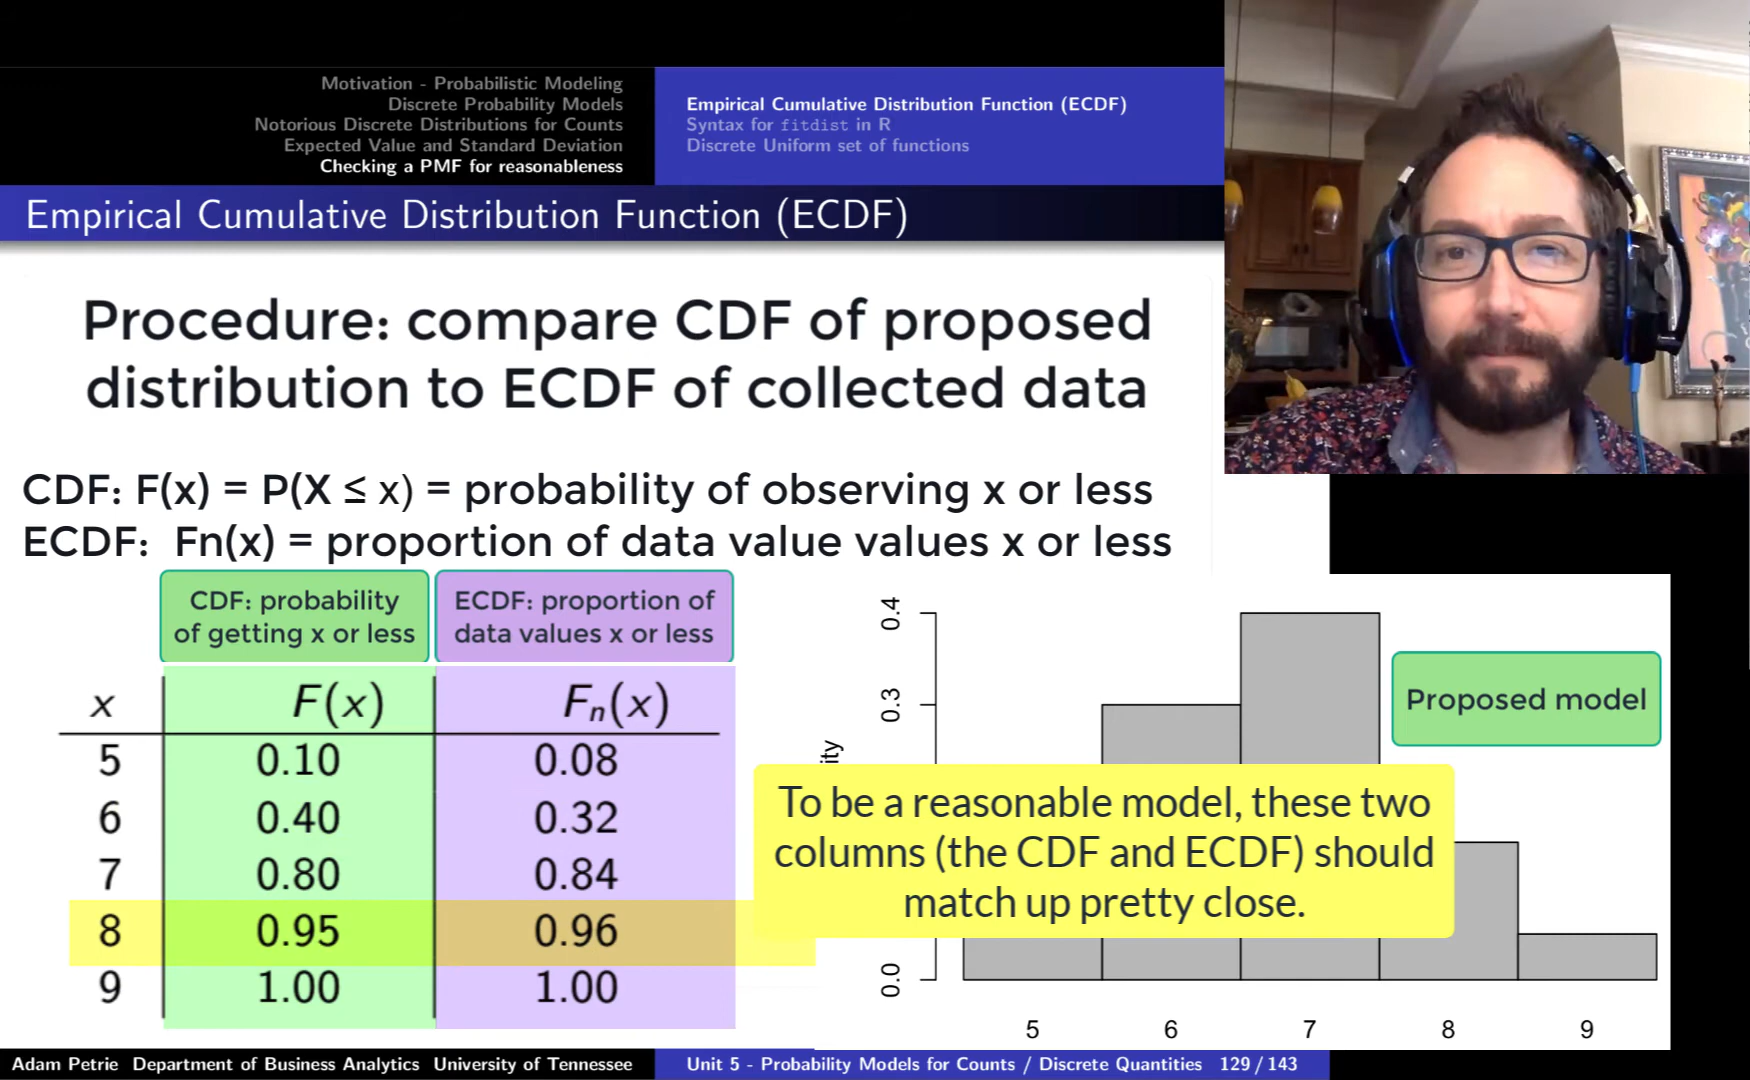 Motivation - Probabilistic Modeling
Discrete Probability Models
Notorious Discrete Distributions for Counts
Expected Value and Standard Deviation
Checking a PMF for reasonableness
Empirical Cumulative Distribution Function (ECDF)
Syntax for fitdist in R
Discrete Uniform set of functions
Empirical Cumulative Distribution Function (ECDF)
Procedure: compare CDF of proposed
distribution to ECDF of collected data
CDF: F(x) = P(X ≤ x) = probability of observing x or less
ECDF: Fn(x) = proportion of data value values x or less
CDF: probability
of getting x or less
ECDF: proportion of
data values x or less
x F(x) Fn(x)
5 0.10 0.08
6 0.40 0.32
7 0.80 0.84
8 0.95 0.96
9 1.00 1.00
0.4
0.3
0.0
Proposed model
To be a reasonable model, these two
columns (the CDF and ECDF) should
match up pretty close.
5 6 7 8 9
Adam Petrie Department of Business Analytics University of Tennessee
Unit 5 - Probability Models for Counts / Discrete Quantities 129 / 143